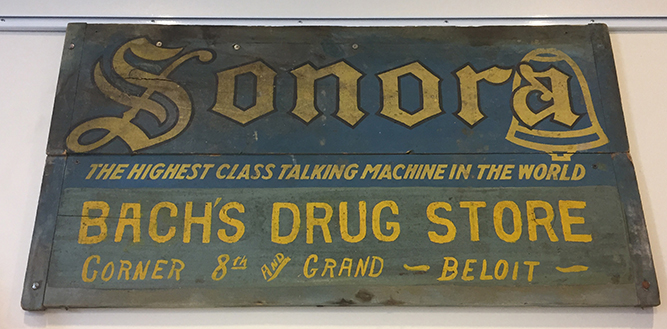 Sonora
THE HIGHEST CLASS TALKING MACHINE IN THE WORLD
BACH'S DRUG STORE
CORNER 8th AND GRAND — BELOIT —